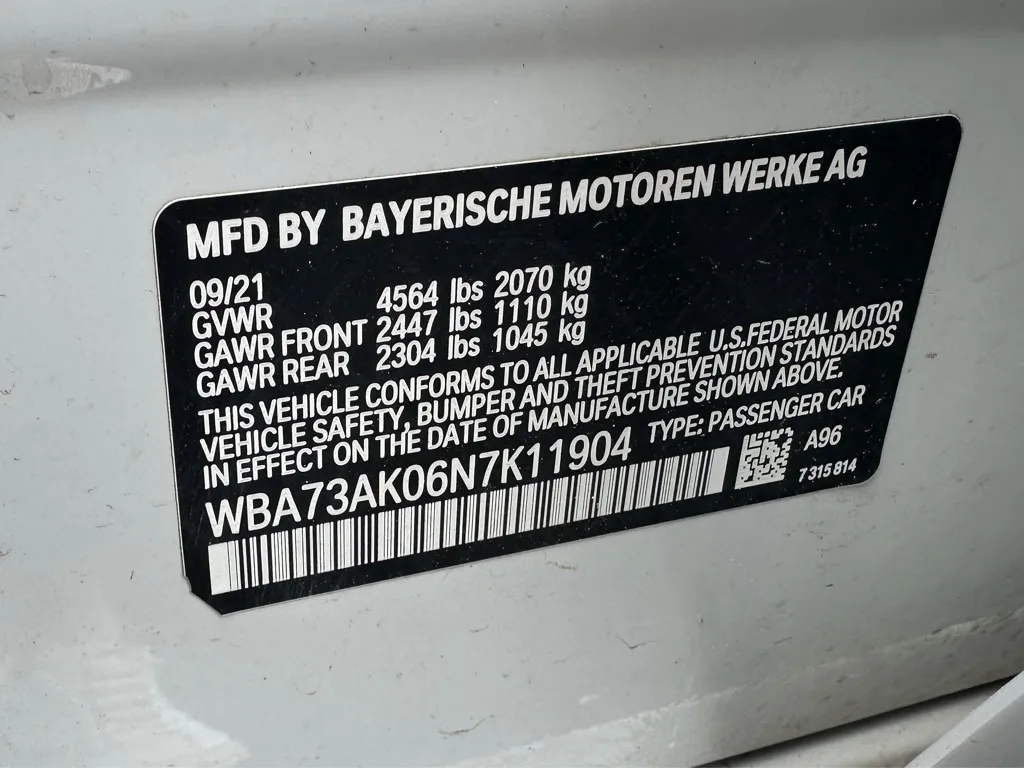 MFD BY BAYERISCHE MOTOREN WERKE AG
09/21
GVWR 4564 lbs 2070 kg
GAWR FRONT 2447 lbs 1110 kg
GAWR REAR 2304 lbs 1045 kg
THIS VEHICLE CONFORMS TO ALL APPLICABLE U.S.FEDERAL MOTOR
VEHICLE SAFETY, BUMPER AND THEFT PREVENTION STANDARDS
IN EFFECT ON THE DATE OF MANUFACTURE SHOWN ABOVE.
WBA73AK06N7K11904 TYPE: PASSENGER CAR
A96
7 315 814